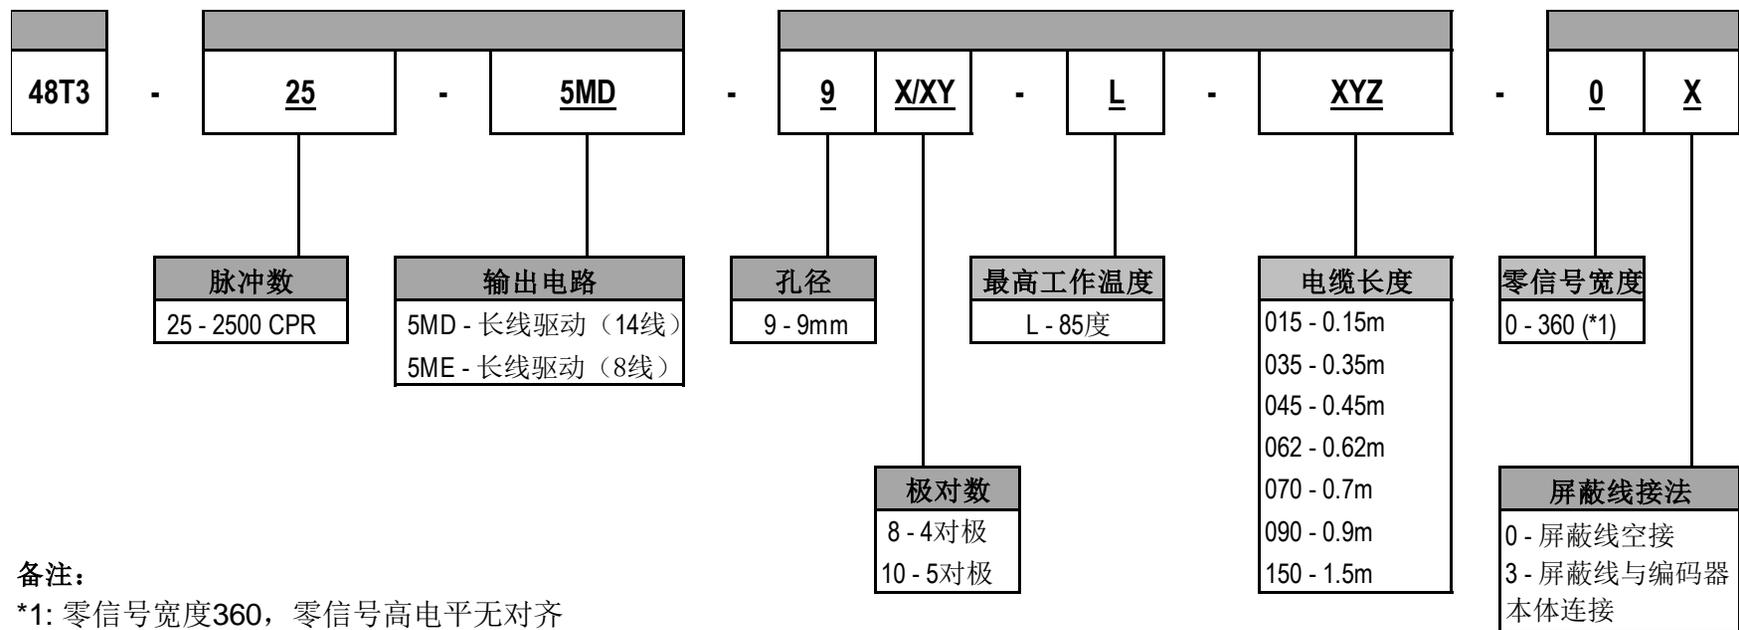 48T3 - 25 - 5MD - 9 X/XY - L - XYZ - 0 X
脉冲数
25 - 2500 CPR
输出电路
5MD - 长线驱动（14线）
5ME - 长线驱动（8线）
孔径
9 - 9mm
最高工作温度
L - 85度
电缆长度
015 - 0.15m
035 - 0.35m
045 - 0.45m
062 - 0.62m
070 - 0.7m
090 - 0.9m
150 - 1.5m
零信号宽度
0 - 360 (*1)
极对数
8 - 4对极
10 - 5对极
屏蔽线接法
0 - 屏蔽线空接
3 - 屏蔽线与编码器
本体连接
备注：
*1: 零信号宽度360，零信号高电平无对齐